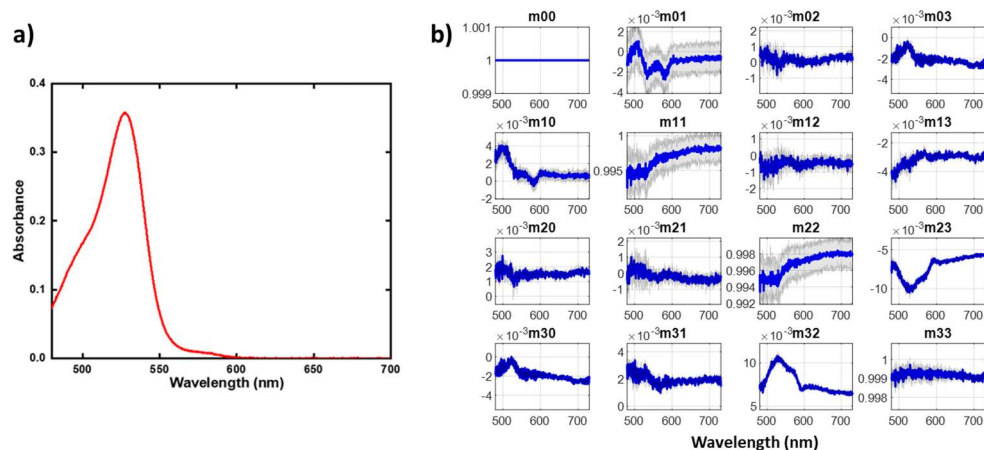 a)
Absorbance
0.4
0.3
0.2
0.1
0.0
500
550
600
650
700
Wavelength (nm)
b)
m00
1.001
1
0.999
500 600 700
×10⁻³ m01
2
0
-2
-4
500 600 700
×10⁻³ m02
2
1
0
-1
-2
500 600 700
×10⁻³ m03
0
-2
-4
500 600 700
×10⁻³ m10
4
2
0
-2
500 600 700
m11
1
0.995
500 600 700
×10⁻³ m12
1
0
-1
-2
500 600 700
×10⁻³ m13
-2
-4
500 600 700
×10⁻³ m20
3
2
1
0
500 600 700
×10⁻³ m21
2
1
0
-1
500 600 700
m22
0.998
0.996
0.994
0.992
500 600 700
×10⁻³ m23
-5
-10
500 600 700
×10⁻³ m30
0
-2
-4
500 600 700
×10⁻³ m31
4
2
0
500 600 700
×10⁻³ m32
10
5
500 600 700
m33
1
0.999
0.998
500 600 700
Wavelength (nm)